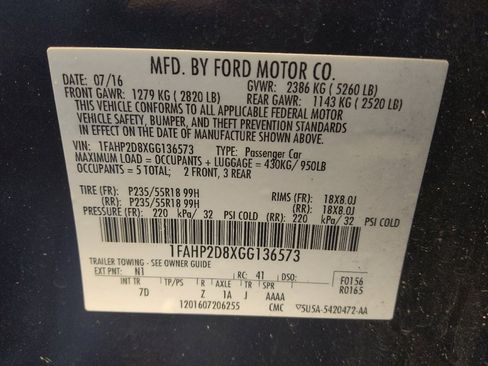 MFD. BY FORD MOTOR CO.
DATE: 07/16 GVWR: 2386 KG ( 5260 LB)
FRONT GAWR: 1279 KG ( 2820 LB) REAR GAWR: 1143 KG ( 2520 LB)
THIS VEHICLE CONFORMS TO ALL APPLICABLE FEDERAL MOTOR
VEHICLE SAFETY, BUMPER, AND THEFT PREVENTION STANDARDS
IN EFFECT ON THE DATE OF MANUFACTURE SHOWN ABOVE.
VIN: 1FAHP2D8XGG136573 TYPE: Passenger Car
MAXIMUM LOAD = OCCUPANTS + LUGGAGE = 430KG/ 950LB
OCCUPANTS = 5 TOTAL; 2 FRONT, 3 REAR
TIRE (FR): P235/55R18 99H RIMS (FR): 18X8.0J
(RR): P235/55R18 99H (RR): 18X8.0J
PRESSURE (FR): 220 kPa/ 32 PSI COLD (RR): 220 kPa/ 32 PSI COLD
1FAHP2D8XGG136573
TRAILER TOWING - SEE OWNER GUIDE
EXT PNT: N1 RC: 41 DSO: F0156
INT TR TP/PS R AXLE TR SPR R0165
7D Z 1A J AAAA
1201607206255 CMC 5U5A-5420472-AA